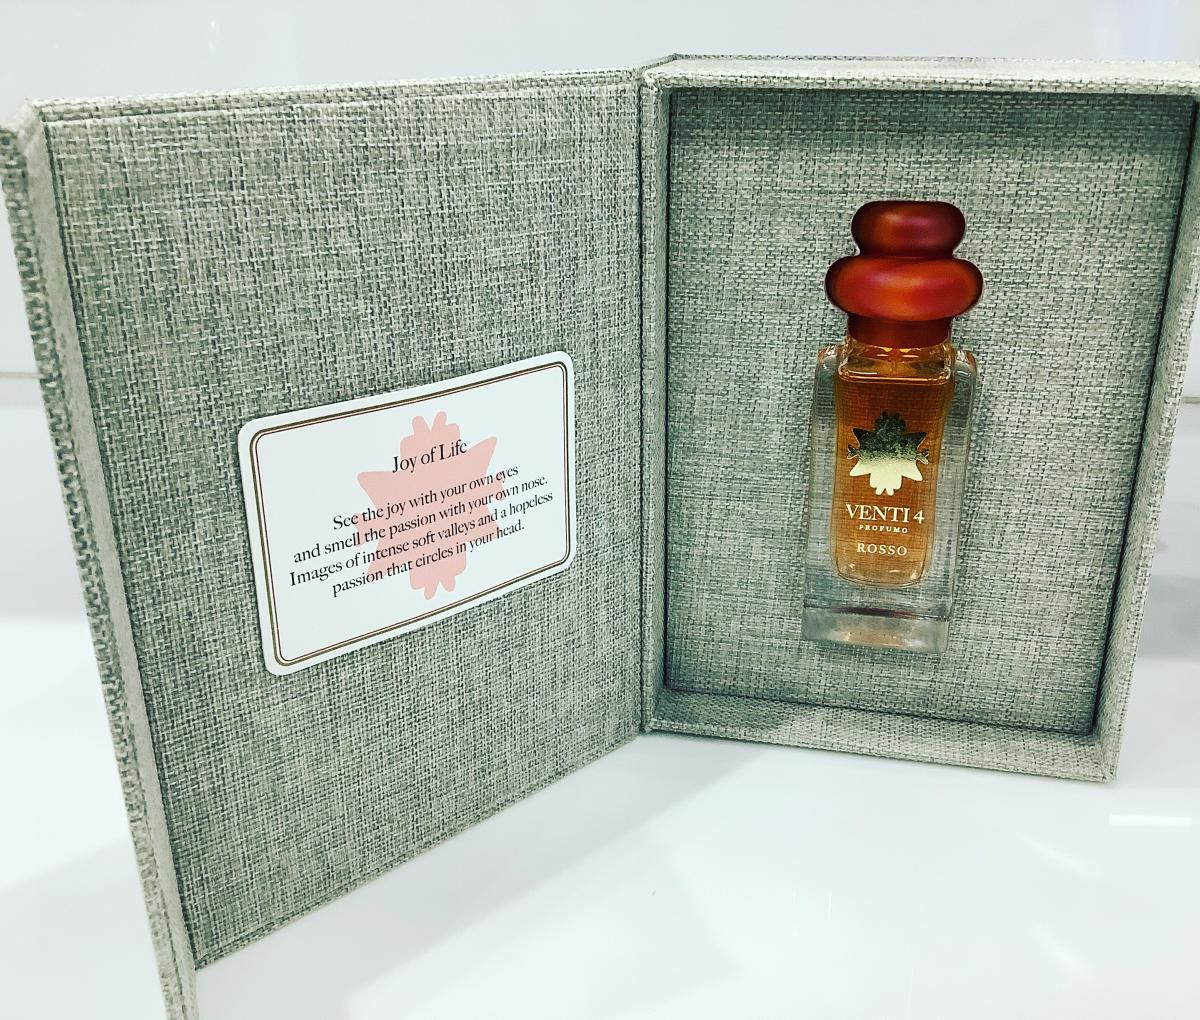 Joy of Life
See the joy with your own eyes
and smell the passion with your own nose.
Images of intense soft valleys and a hopeless
passion that circles in your head.
VENTI 4
PROFUMO
ROSSO